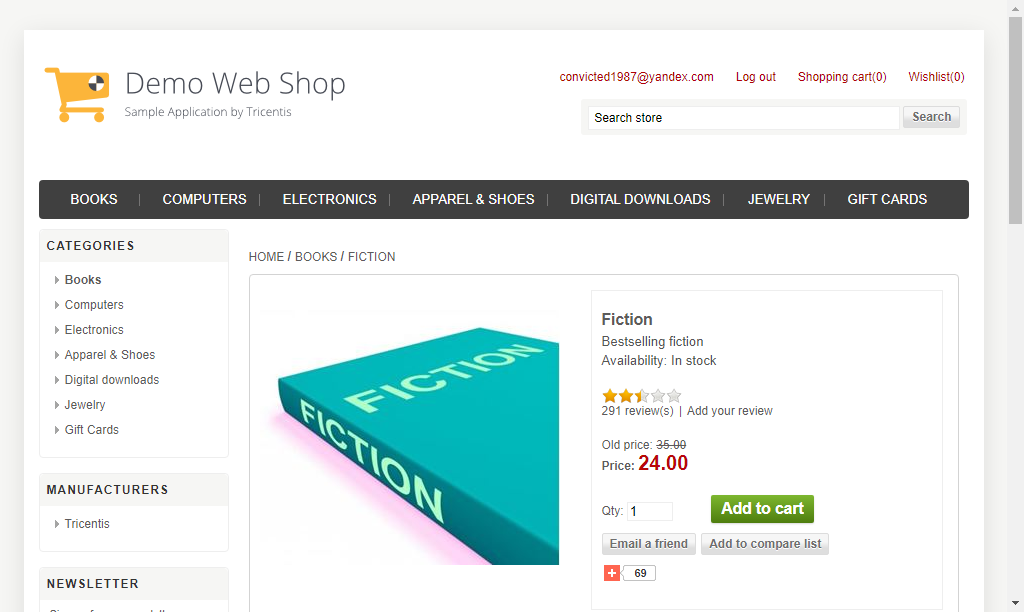 Demo Web Shop
Sample Application by Tricentis
convicted1987@yandex.com Log out Shopping cart(0) Wishlist(0)
Search store Search
BOOKS | COMPUTERS | ELECTRONICS | APPAREL & SHOES | DIGITAL DOWNLOADS | JEWELRY | GIFT CARDS
CATEGORIES
Books
Computers
Electronics
Apparel & Shoes
Digital downloads
Jewelry
Gift Cards
MANUFACTURERS
Tricentis
NEWSLETTER
HOME / BOOKS / FICTION
FICTION
FICTION
Fiction
Bestselling fiction
Availability: In stock
291 review(s) | Add your review
Old price: 35.00
Price: 24.00
Qty: 1 Add to cart
Email a friend Add to compare list
+ 69